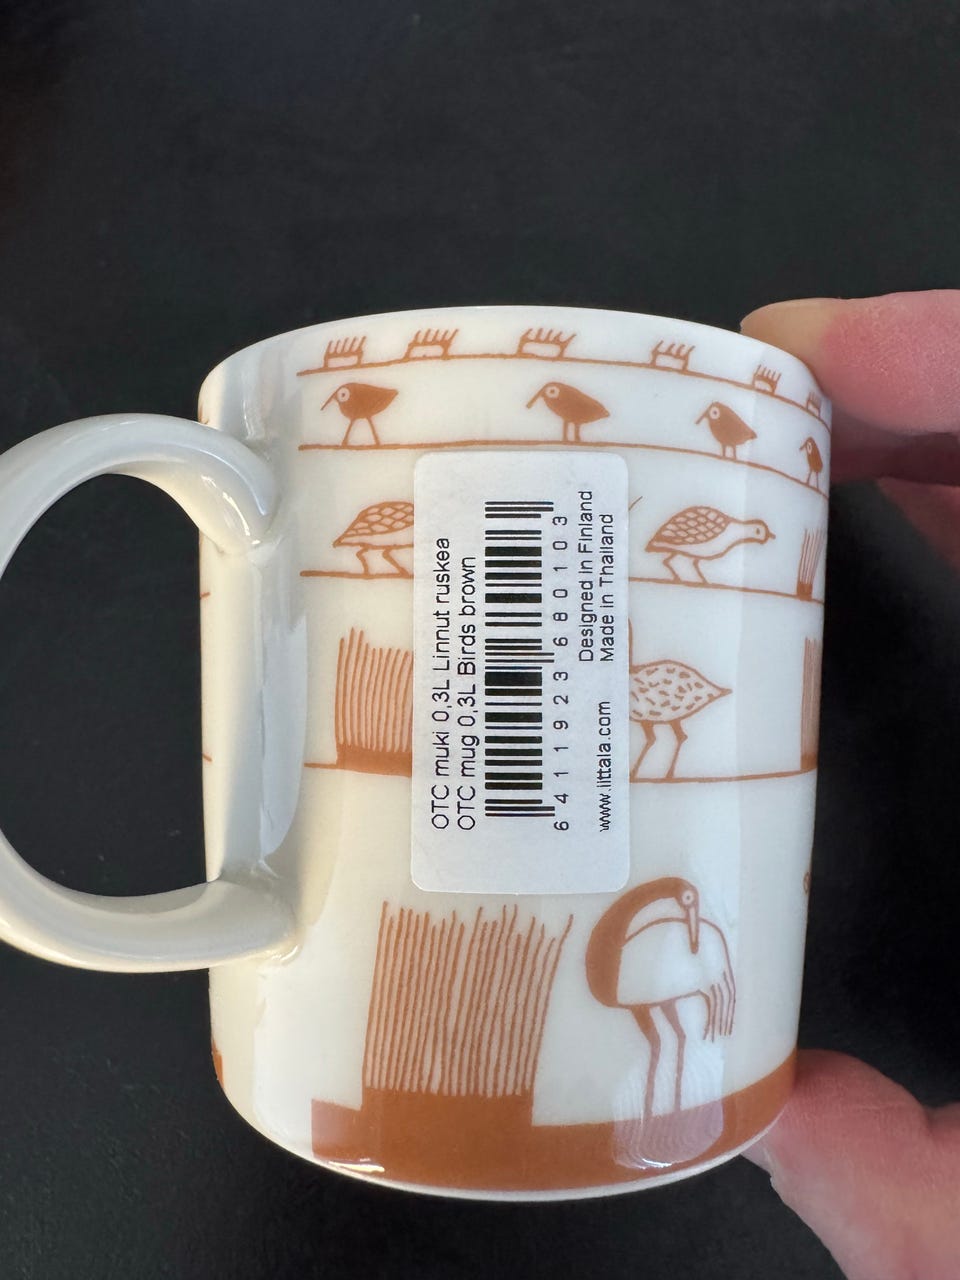 OTC muki 0,3L Linnut ruskea
OTC mug 0,3L Birds brown
6 411923 680103
www.iittala.com
Designed in Finland
Made in Thailand